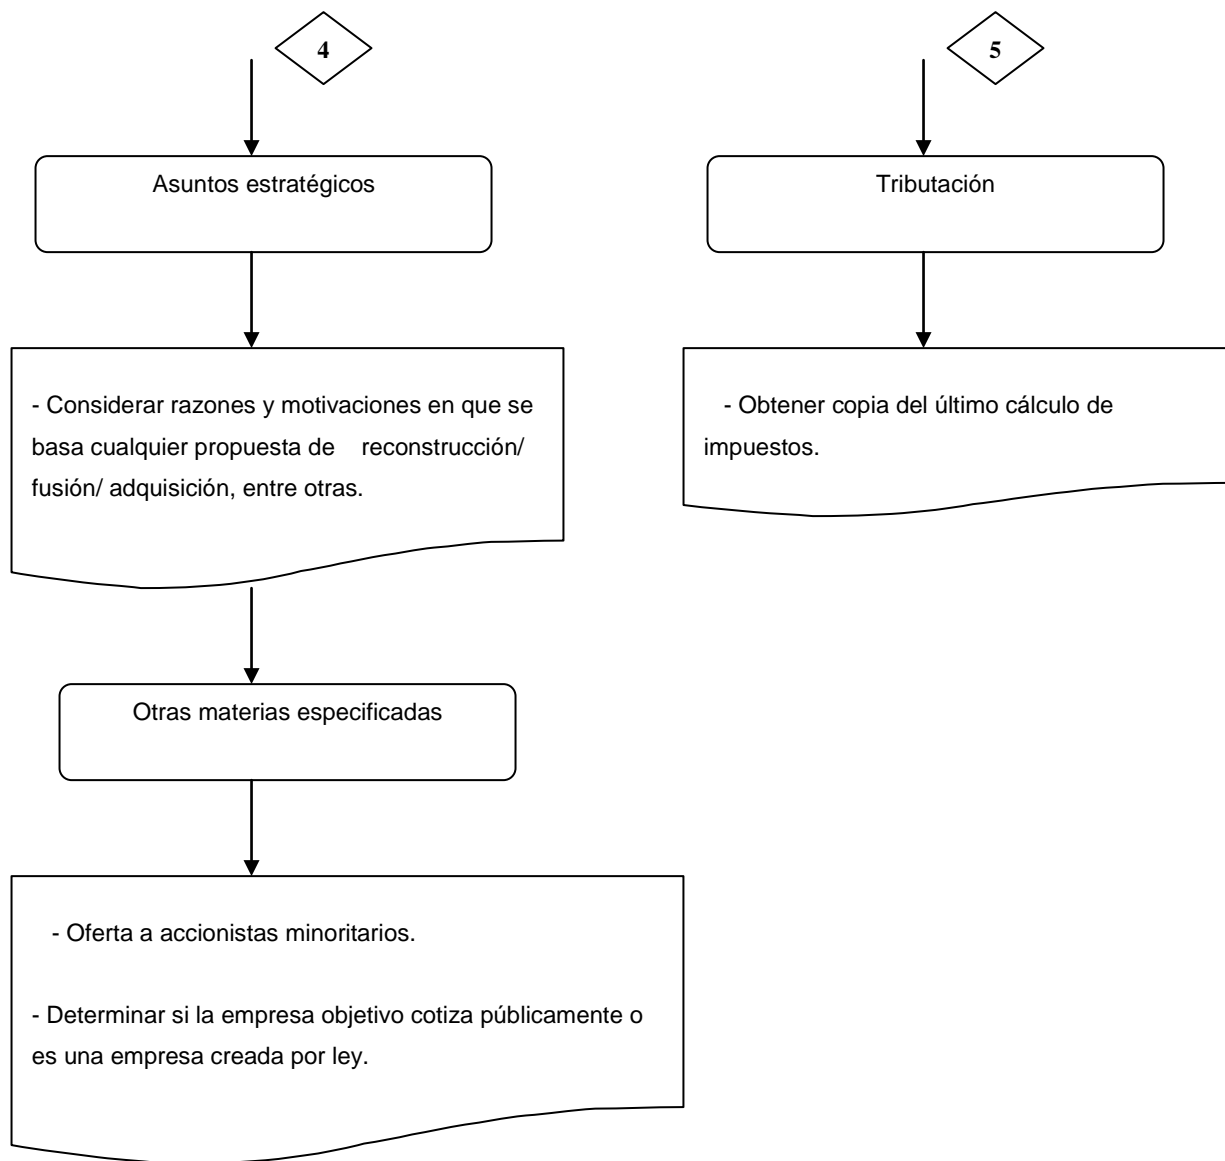 4
Asuntos estratégicos
- Considerar razones y motivaciones en que se
basa cualquier propuesta de reconstrucción/
fusión/ adquisición, entre otras.
Otras materias especificadas
- Oferta a accionistas minoritarios.
- Determinar si la empresa objetivo cotiza públicamente o
es una empresa creada por ley.
5
Tributación
- Obtener copia del último cálculo de
impuestos.